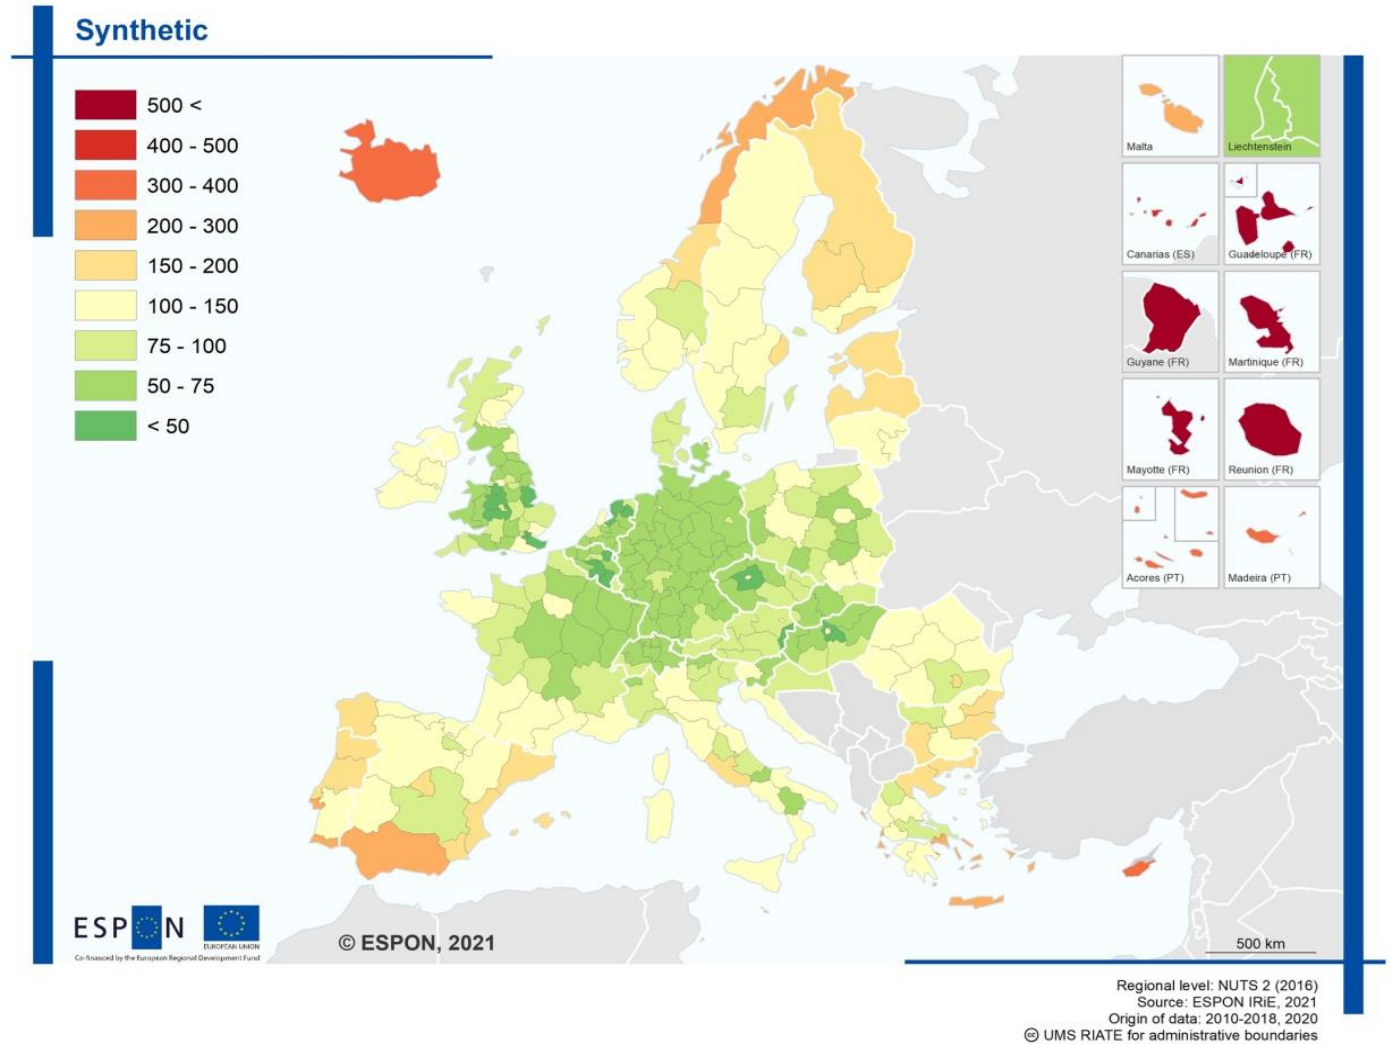 Synthetic
500 <
400 - 500
300 - 400
200 - 300
150 - 200
100 - 150
75 - 100
50 - 75
< 50
Malta
Liechtenstein
Canarias (ES)
Guadeloupe (FR)
Guyane (FR)
Martinique (FR)
Mayotte (FR)
Reunion (FR)
Acores (PT)
Madeira (PT)
ESPON
EUROPEAN UNION
Co-financed by the European Regional Development Fund
© ESPON, 2021
500 km
Regional level: NUTS 2 (2016)
Source: ESPON IRiE, 2021
Origin of data: 2010-2018, 2020
㏄ UMS RIATE for administrative boundaries